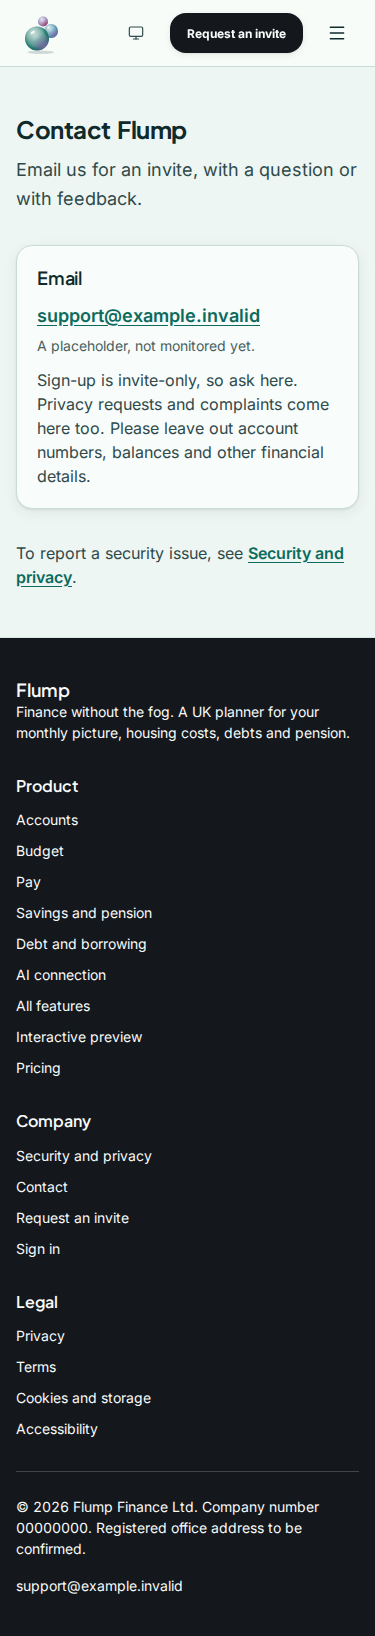 Request an invite
Contact Flump
Email us for an invite, with a question or
with feedback.
Email
support@example.invalid
A placeholder, not monitored yet.
Sign-up is invite-only, so ask here.
Privacy requests and complaints come
here too. Please leave out account
numbers, balances and other financial
details.
To report a security issue, see Security and
privacy.
Flump
Finance without the fog. A UK planner for your
monthly picture, housing costs, debts and pension.
Product
Accounts
Budget
Pay
Savings and pension
Debt and borrowing
AI connection
All features
Interactive preview
Pricing
Company
Security and privacy
Contact
Request an invite
Sign in
Legal
Privacy
Terms
Cookies and storage
Accessibility
© 2026 Flump Finance Ltd. Company number
00000000. Registered office address to be
confirmed.
support@example.invalid